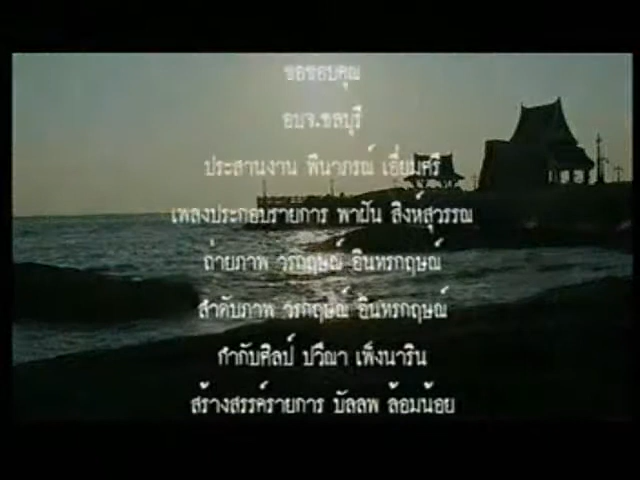 ขอขอบคุณ
อบจ.ชลบุรี
ประสานงาน พีนาภรณ์ เอี่ยมศรี
เพลงประกอบรายการ พาฝัน สิงห์สุวรรณ
ถ่ายภาพ วรกฤษณ์ อินทรกฤษณ์
ลำดับภาพ วรกฤษณ์ อินทรกฤษณ์
กำกับศิลป์ ปวีณา เพ็งนาริน
สร้างสรรค์รายการ บัลลพ ล้อมน้อย